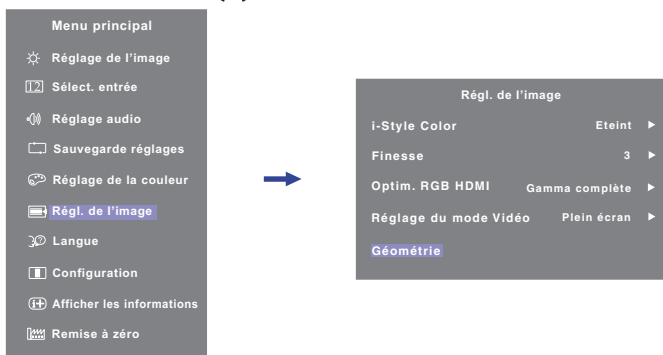 Menu principal
Réglage de l'image
12 Sélect. entrée
Réglage audio
Sauvegarde réglages
Réglage de la couleur
Régl. de l'image
Langue
Configuration
Afficher les informations
Remise à zéro
Régl. de l'image
i-Style Color Eteint
Finesse 3
Optim. RGB HDMI Gamma complète
Réglage du mode Vidéo Plein écran
Géométrie